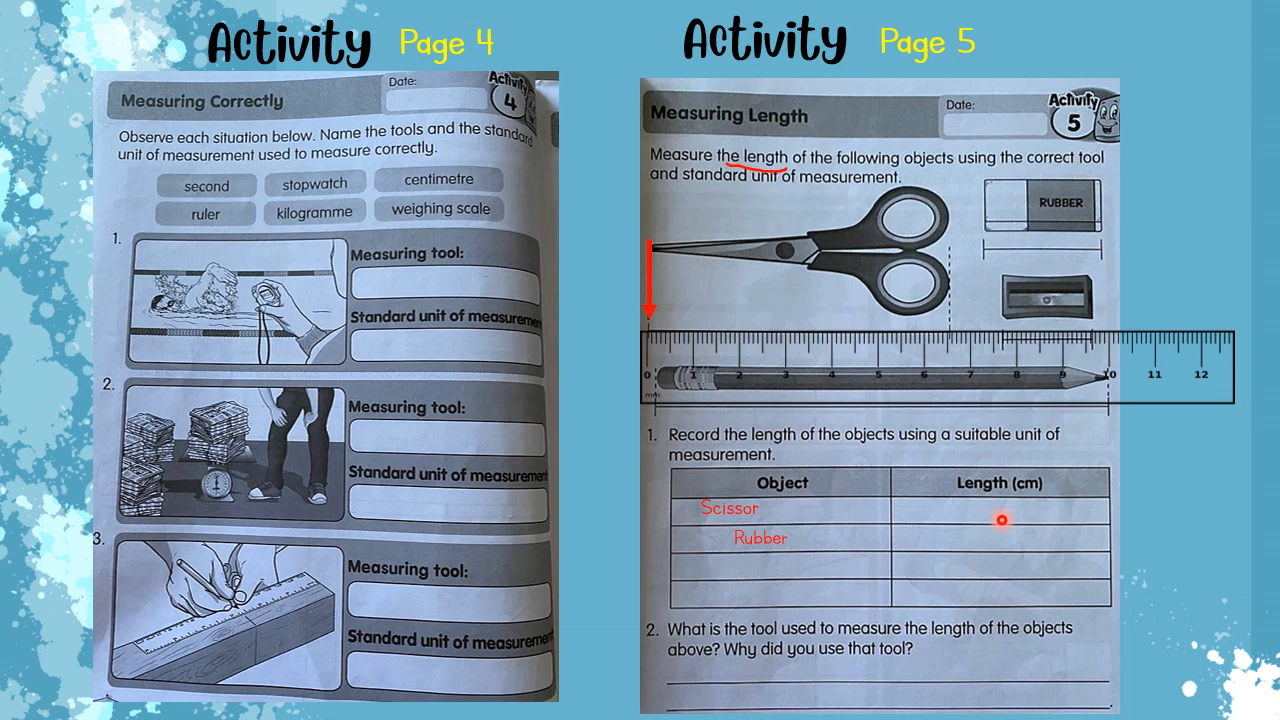 Activity Page 4
Measuring Correctly
Date:
Activity
4
Observe each situation below. Name the tools and the standard
unit of measurement used to measure correctly.
second stopwatch centimetre
ruler kilogramme weighing scale
1.
Measuring tool:
Standard unit of measurement
2.
Measuring tool:
Standard unit of measurement
3.
Measuring tool:
Standard unit of measurement
Activity Page 5
Measuring Length
Date:
Activity
5
Measure the length of the following objects using the correct tool
and standard unit of measurement.
RUBBER
0 1 2 3 4 5 6 7 8 9 10 11 12
mm
1. Record the length of the objects using a suitable unit of
measurement.
Object Length (cm)
Scissor
Rubber
2. What is the tool used to measure the length of the objects
above? Why did you use that tool?